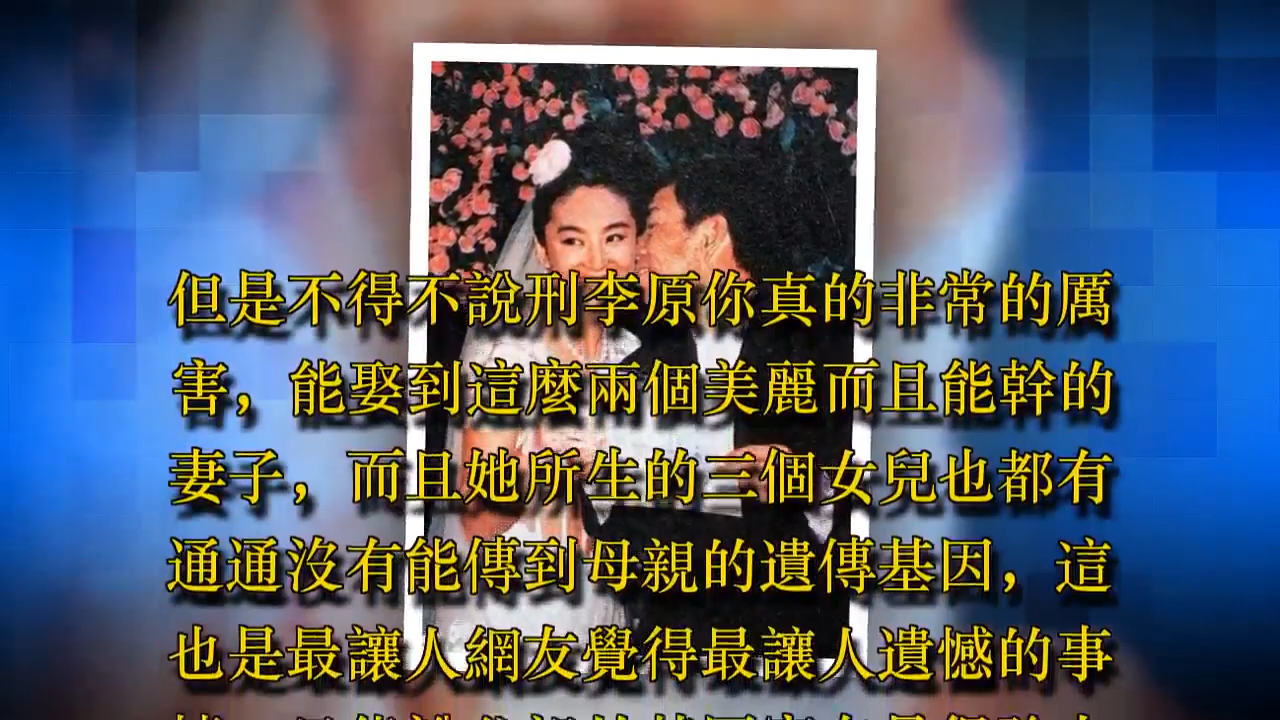 但是不得不說刑李原你真的非常的厲
害，能娶到這麼兩個美麗而且能幹的
妻子，而且她所生的三個女兒也都有
通通沒有能傳到母親的遺傳基因，這
也是最讓人網友覺得最讓人遺憾的事